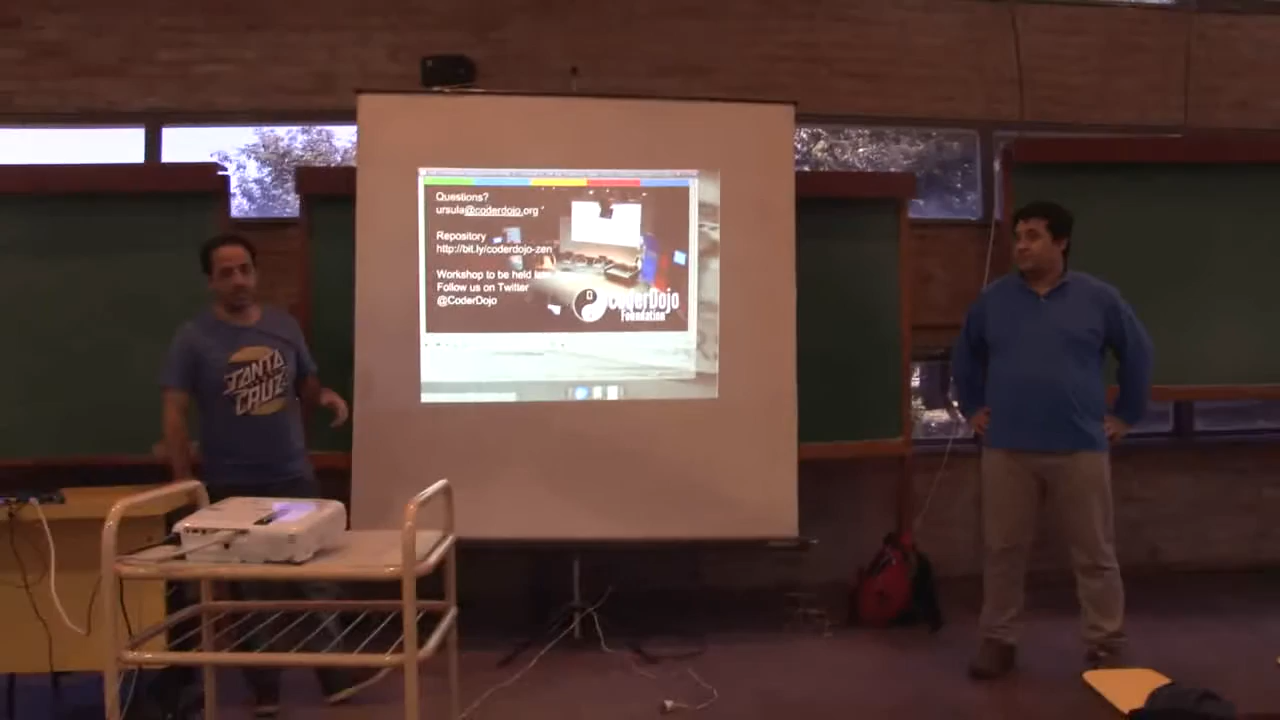 Questions?
ursula@coderdojo.org
Repository
http://bit.ly/coderdojo-zen
Workshop to be held
Follow us on Twitter
@CoderDojo
CoderDojo
Foundation
SANTA
CRUZ